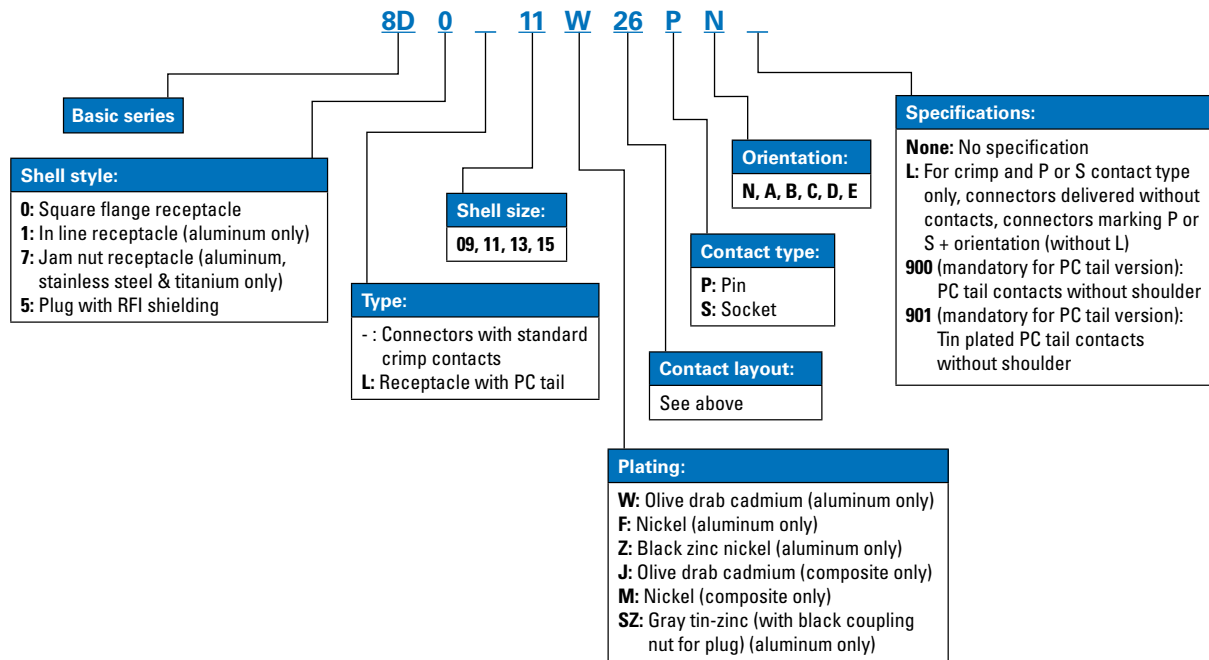 8D 0 _ 11 W 26 P N _
Basic series
Shell style:
0: Square flange receptacle
1: In line receptacle (aluminum only)
7: Jam nut receptacle (aluminum,
stainless steel & titanium only)
5: Plug with RFI shielding
Type:
- : Connectors with standard
crimp contacts
L: Receptacle with PC tail
Shell size:
09, 11, 13, 15
Plating:
W: Olive drab cadmium (aluminum only)
F: Nickel (aluminum only)
Z: Black zinc nickel (aluminum only)
J: Olive drab cadmium (composite only)
M: Nickel (composite only)
SZ: Gray tin-zinc (with black coupling
nut for plug) (aluminum only)
Contact layout:
See above
Contact type:
P: Pin
S: Socket
Orientation:
N, A, B, C, D, E
Specifications:
None: No specification
L: For crimp and P or S contact type
only, connectors delivered without
contacts, connectors marking P or
S + orientation (without L)
900 (mandatory for PC tail version):
PC tail contacts without shoulder
901 (mandatory for PC tail version):
Tin plated PC tail contacts
without shoulder